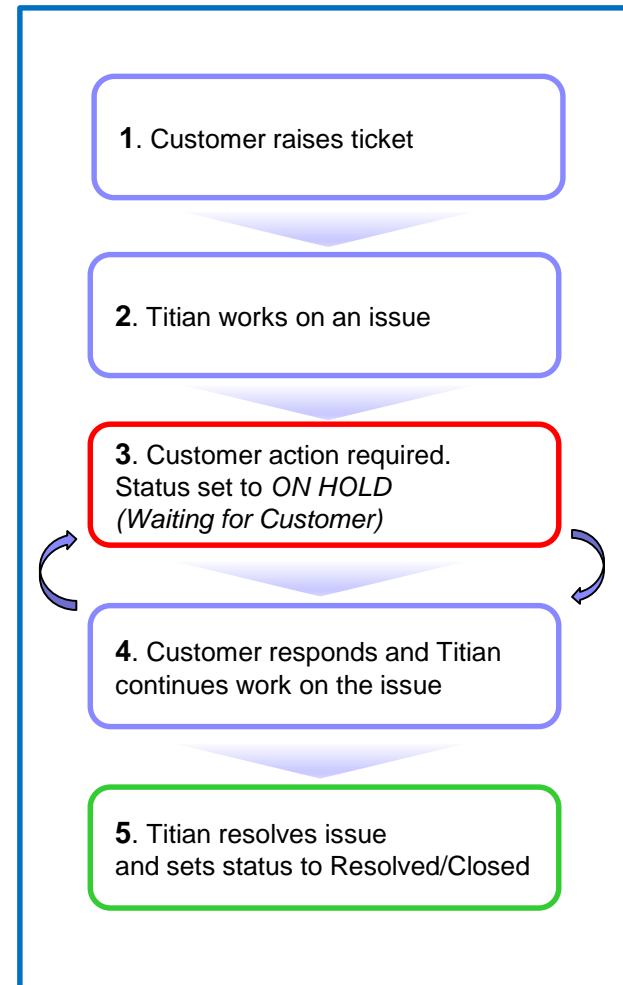 1. Customer raises ticket
2. Titian works on an issue
3. Customer action required.
Status set to ON HOLD
(Waiting for Customer)
4. Customer responds and Titian
continues work on the issue
5. Titian resolves issue
and sets status to Resolved/Closed